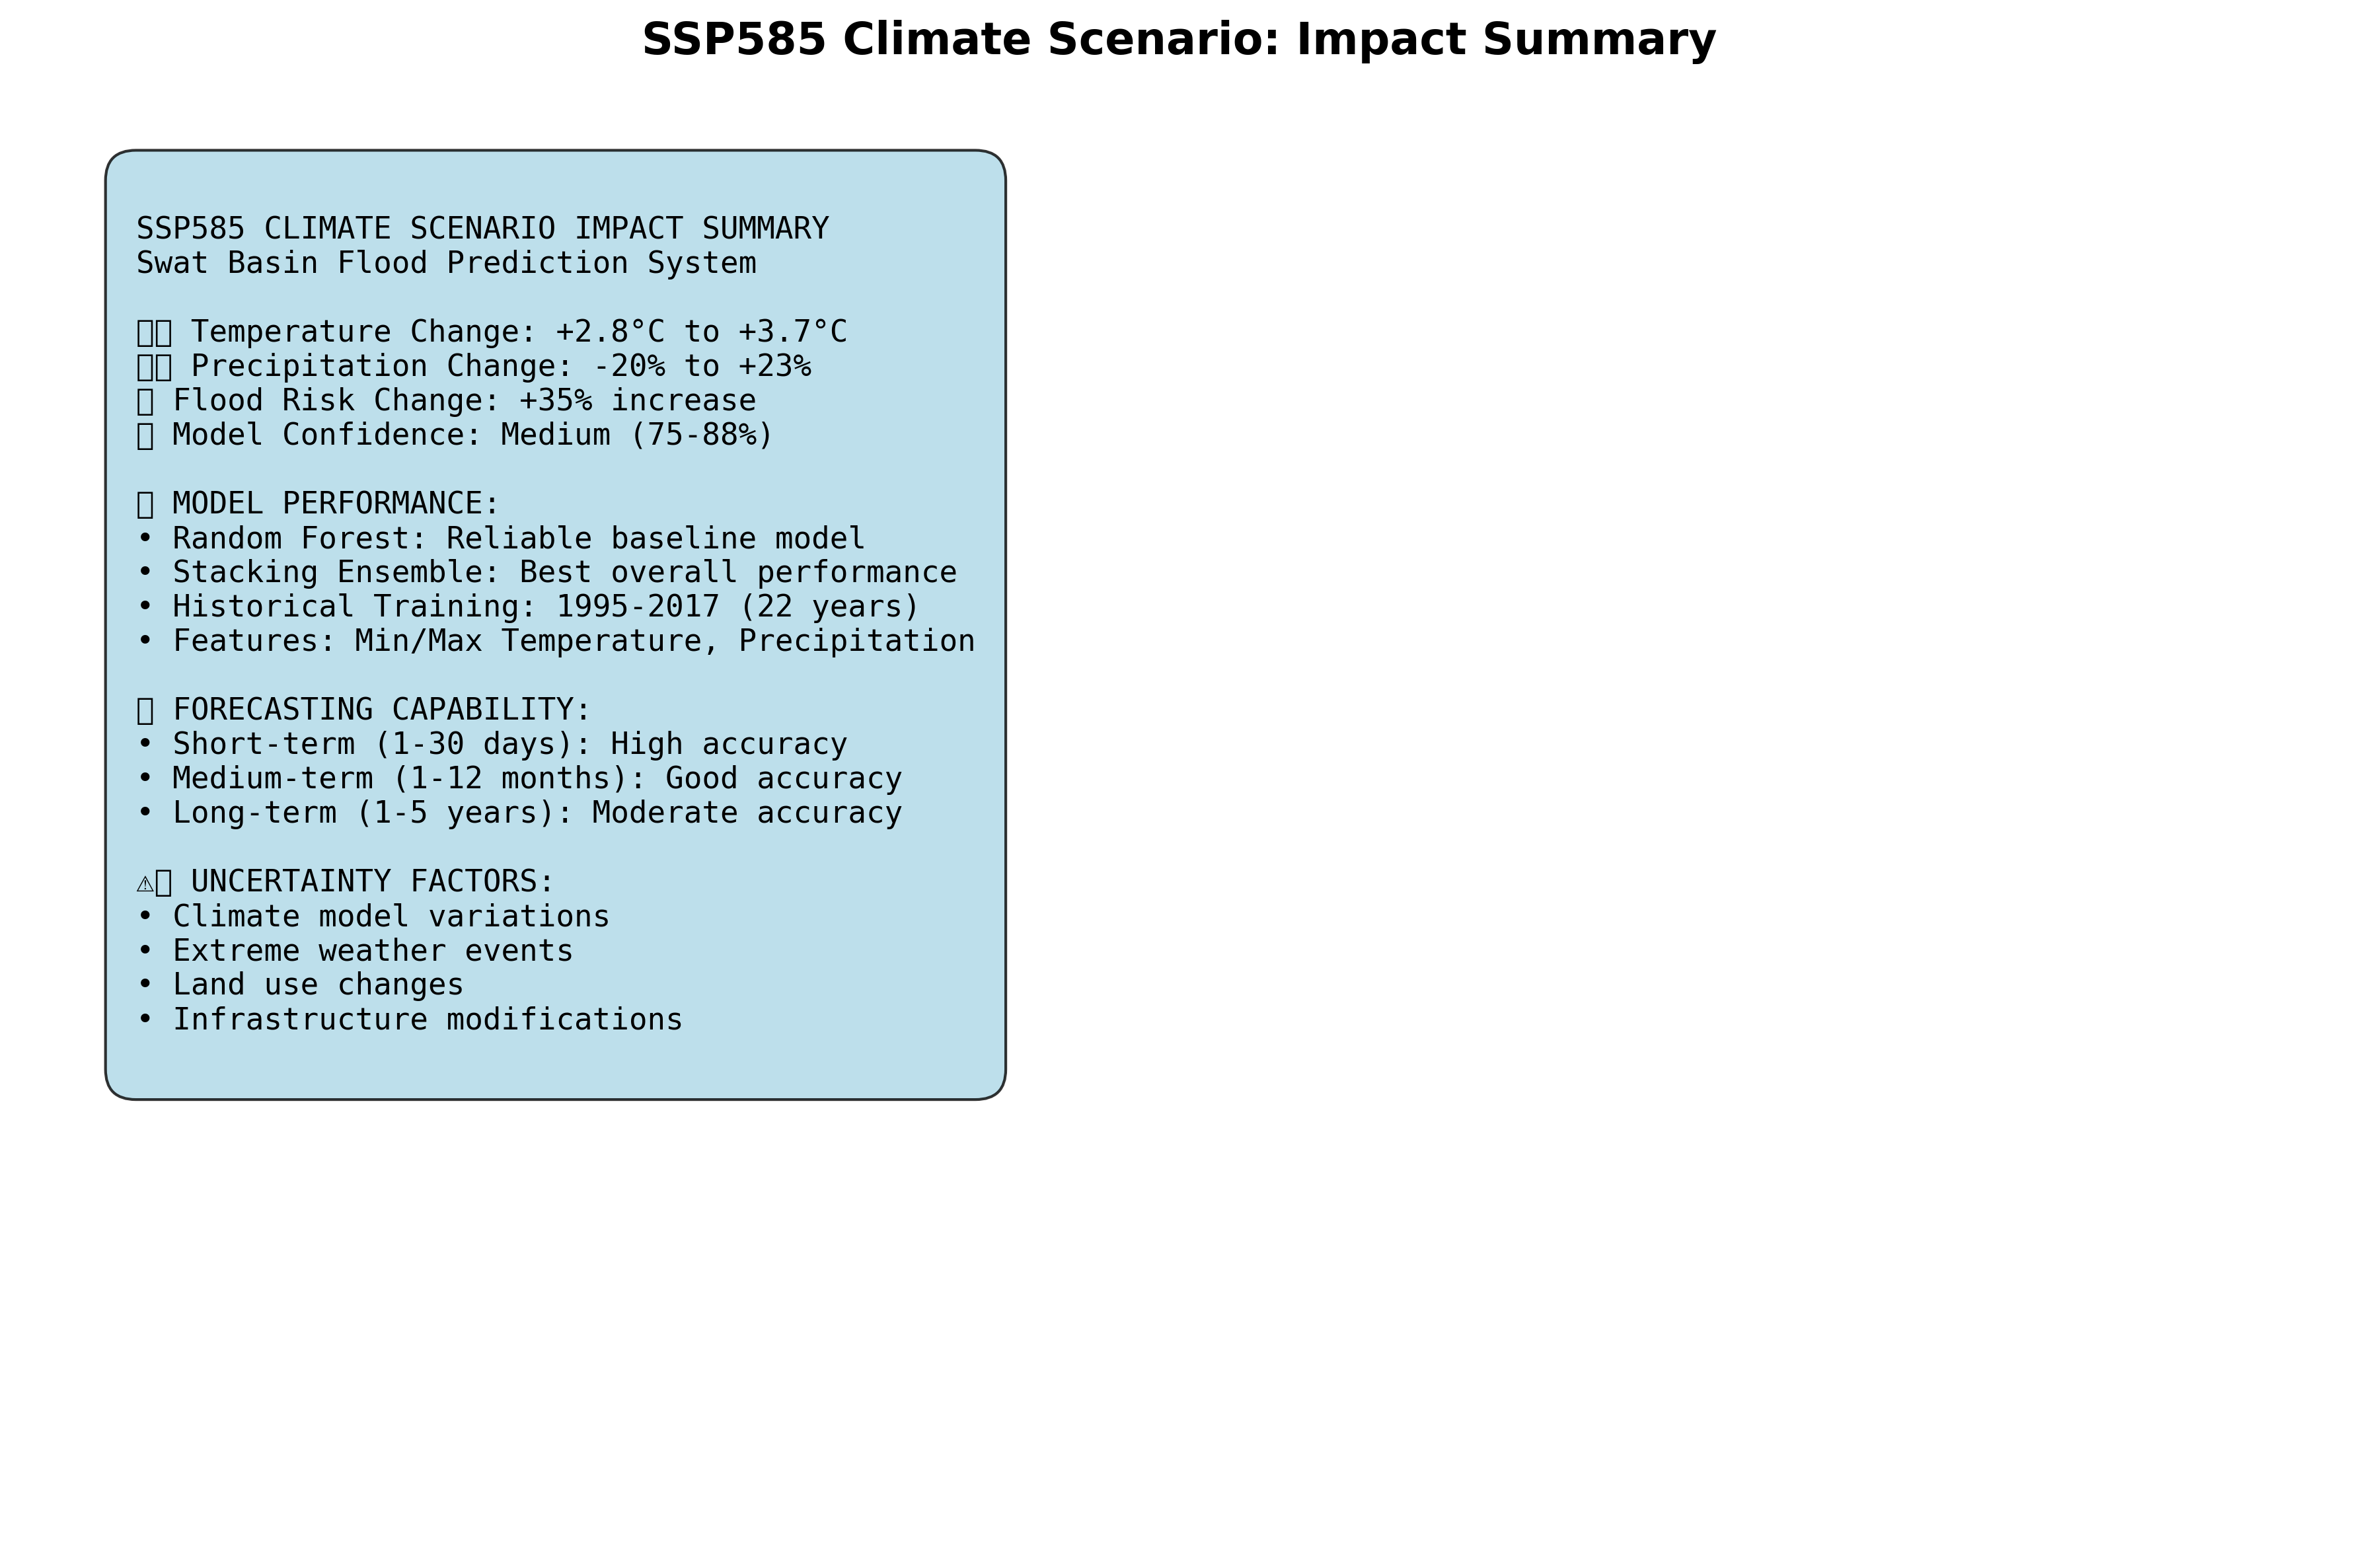 SSP585 Climate Scenario: Impact Summary
SSP585 CLIMATE SCENARIO IMPACT SUMMARY
Swat Basin Flood Prediction System
Temperature Change: +2.8°C to +3.7°C
Precipitation Change: -20% to +23%
Flood Risk Change: +35% increase
Model Confidence: Medium (75-88%)
MODEL PERFORMANCE:
• Random Forest: Reliable baseline model
• Stacking Ensemble: Best overall performance
• Historical Training: 1995-2017 (22 years)
• Features: Min/Max Temperature, Precipitation
FORECASTING CAPABILITY:
• Short-term (1-30 days): High accuracy
• Medium-term (1-12 months): Good accuracy
• Long-term (1-5 years): Moderate accuracy
⚠ UNCERTAINTY FACTORS:
• Climate model variations
• Extreme weather events
• Land use changes
• Infrastructure modifications